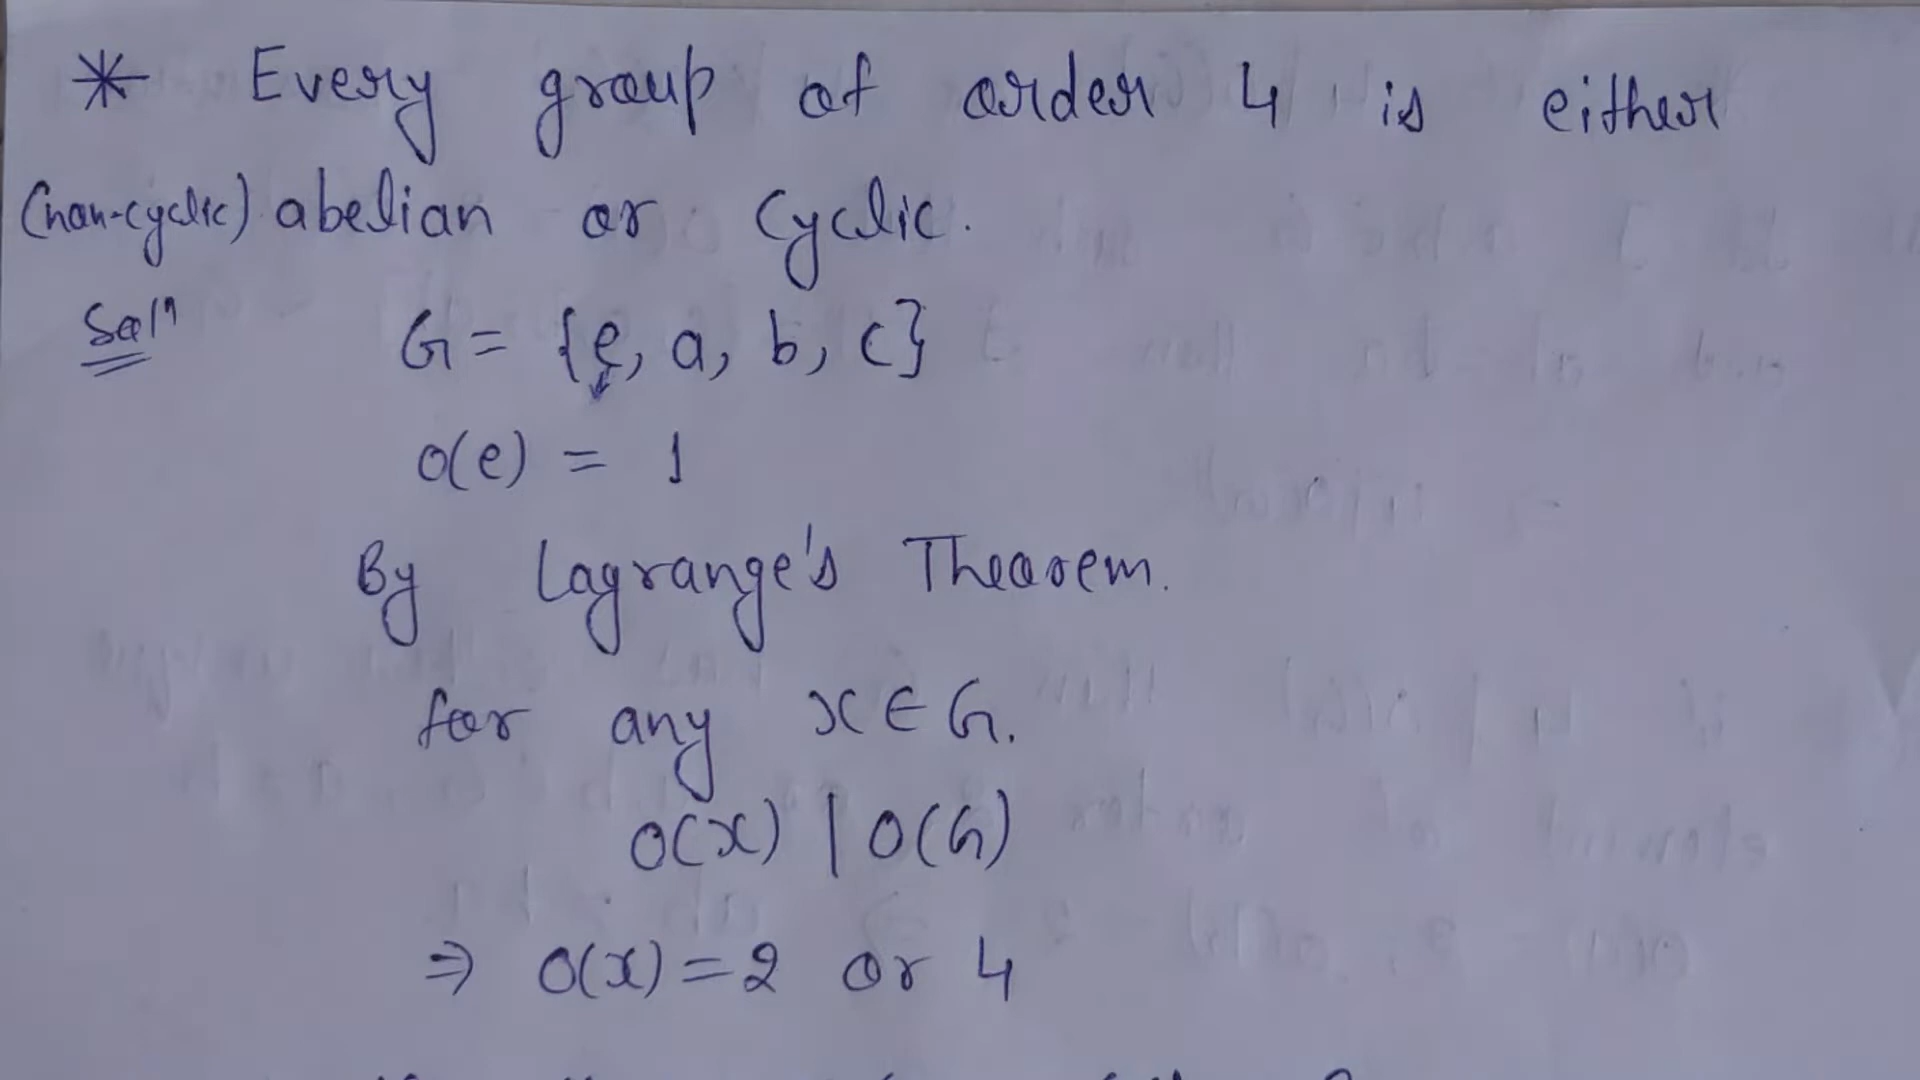 * Every group of order 4 is either
(non-cyclic) abelian or cyclic.
Solⁿ G = {e, a, b, c}
o(e) = 1
By Lagrange's Theorem.
for any x ∈ G.
o(x) | o(G)
⇒ o(x) = 2 or 4